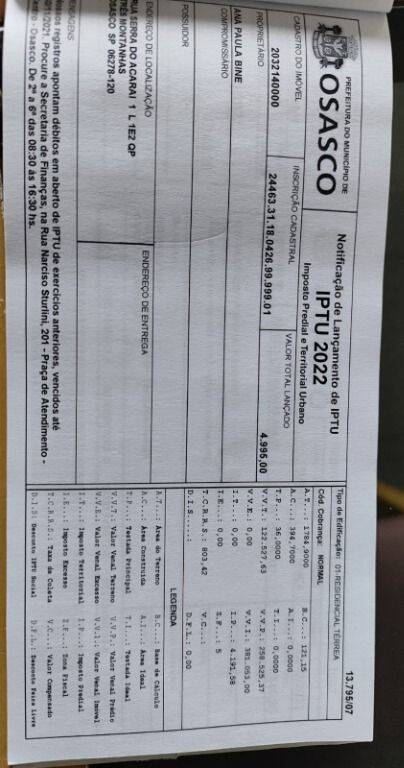 PREFEITURA DO MUNICÍPIO DE
OSASCO
Notificação de Lançamento de IPTU
IPTU 2022
Imposto Predial e Territorial Urbano
CADASTRO DO IMÓVEL
2032140000
INSCRIÇÃO CADASTRAL
24463.31.18.0426.99.999.01
VALOR TOTAL LANÇADO
4.995,00
PROPRIETÁRIO
ANA PAULA BINE
COMPROMISSÁRIO
POSSUIDOR
ENDEREÇO DE LOCALIZAÇÃO
RUA SERRA DO ACARAI 1 L 1E2 QP
TRÊS MONTANHAS
OSASCO SP 06278-120
ENDEREÇO DE ENTREGA
registros apontam débitos em aberto de IPTU de exercícios anteriores, vencidos até
/2021. Procure a Secretaria de Finanças, na Rua Narciso Sturlini, 201 - Praça de Atendimento -
- Osasco. De 2ª a 6ª das 08:30 às 16:30 hs.
13.795/07
Tipo de Edificação: 01-RESIDENCIAL TÉRREA
Cód. Cobrança: NORMAL
A.T..: 1784,9000 B.C..: 121,15
A.C..: 394,7000 A.I..: 0,0000
T.P..: 36,0000 T.I..: 0,0000
V.V.T.: 122.527,63 V.V.P.: 258.525,37
V.V.E.: 0,00 V.V.I.: 381.053,00
I.T..: 0,00 I.P..: 4.191,58
I.E..: 0,00 Z.F..: 5
T.C.R.S.: 803,42 V.C..:
D.I.S....: D.F.L.: 0,00
LEGENDA
A.T.: Área do Terreno B.C.: Base de Cálculo
A.C.: Área Construída A.I.: Área Ideal
T.P.: Testada Principal T.I.: Testada Ideal
V.V.T.: Valor Venal Terreno V.V.P.: Valor Venal Prédio
V.V.E.: Valor Venal Excesso V.V.I.: Valor Venal Imóvel
I.T.: Imposto Territorial I.P.: Imposto Predial
I.E.: Imposto Excesso Z.F.: Zona Fiscal
T.C.R.S.: Taxa de Coleta V.C.: Valor Compensado
D.I.S: Desconto IPTU Social D.F.L.: Desconto Feira Livre